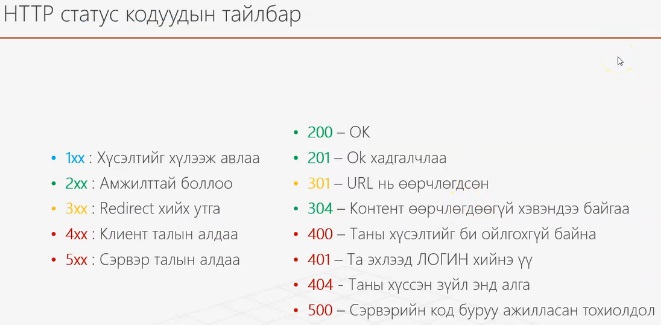 HTTP статус кодуудын тайлбар
1xx : Хүсэлтийг хүлээж авлаа
2xx : Амжилттай боллоо
3xx : Redirect хийх утга
4xx : Клиент талын алдаа
5xx : Сэрвэр талын алдаа
200 – OK
201 – Ok хадгалчлаа
301 – URL нь өөрчлөгдсөн
304 – Контент өөрчлөгдөөгүй хэвэндээ байгаа
400 – Таны хүсэлтийг би ойлгохгүй байна
401 – Та эхлээд ЛОГИН хийнэ үү
404 - Таны хүссэн зүйл энд алга
500 – Сэрвэрийн код буруу ажилласан тохиолдол